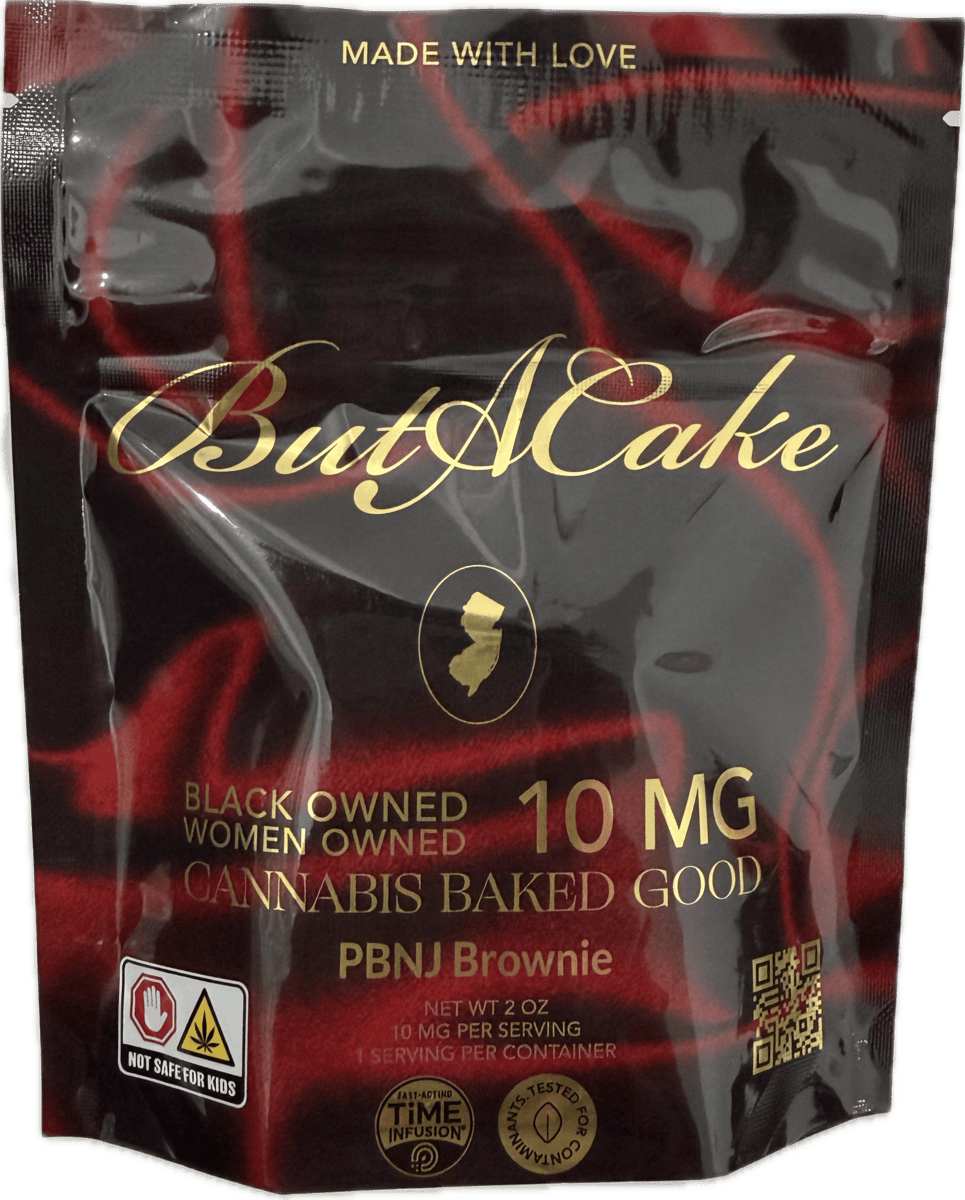 MADE WITH LOVE
ButACake
BLACK OWNED
WOMEN OWNED
10 MG
CANNABIS BAKED GOOD
PBNJ Brownie
NET WT 2 OZ
10 MG PER SERVING
1 SERVING PER CONTAINER
NOT SAFE FOR KIDS
FAST-ACTING
TiME
INFUSION®
TESTED FOR CONTAMINANTS.